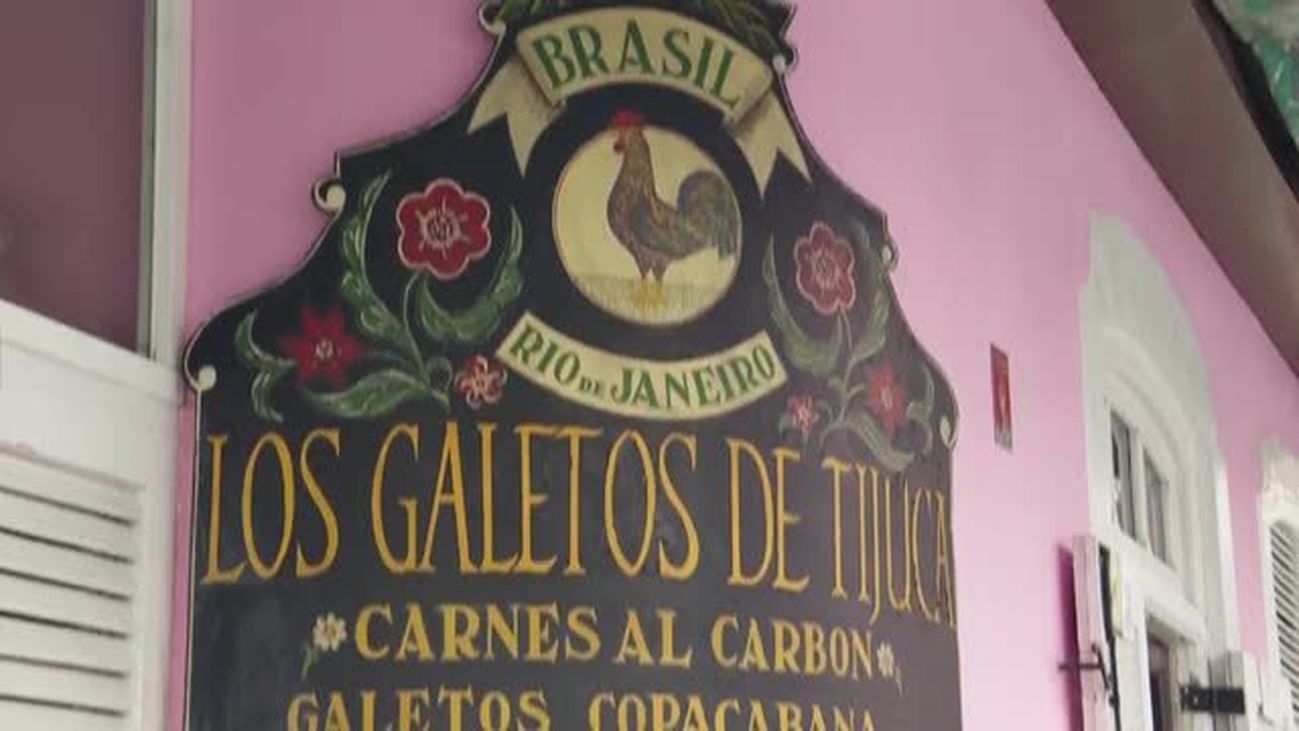 BRASIL
RIO DE JANEIRO
LOS GALETOS DE TIJUCA
CARNES AL CARBON
GALETOS COPACABANA